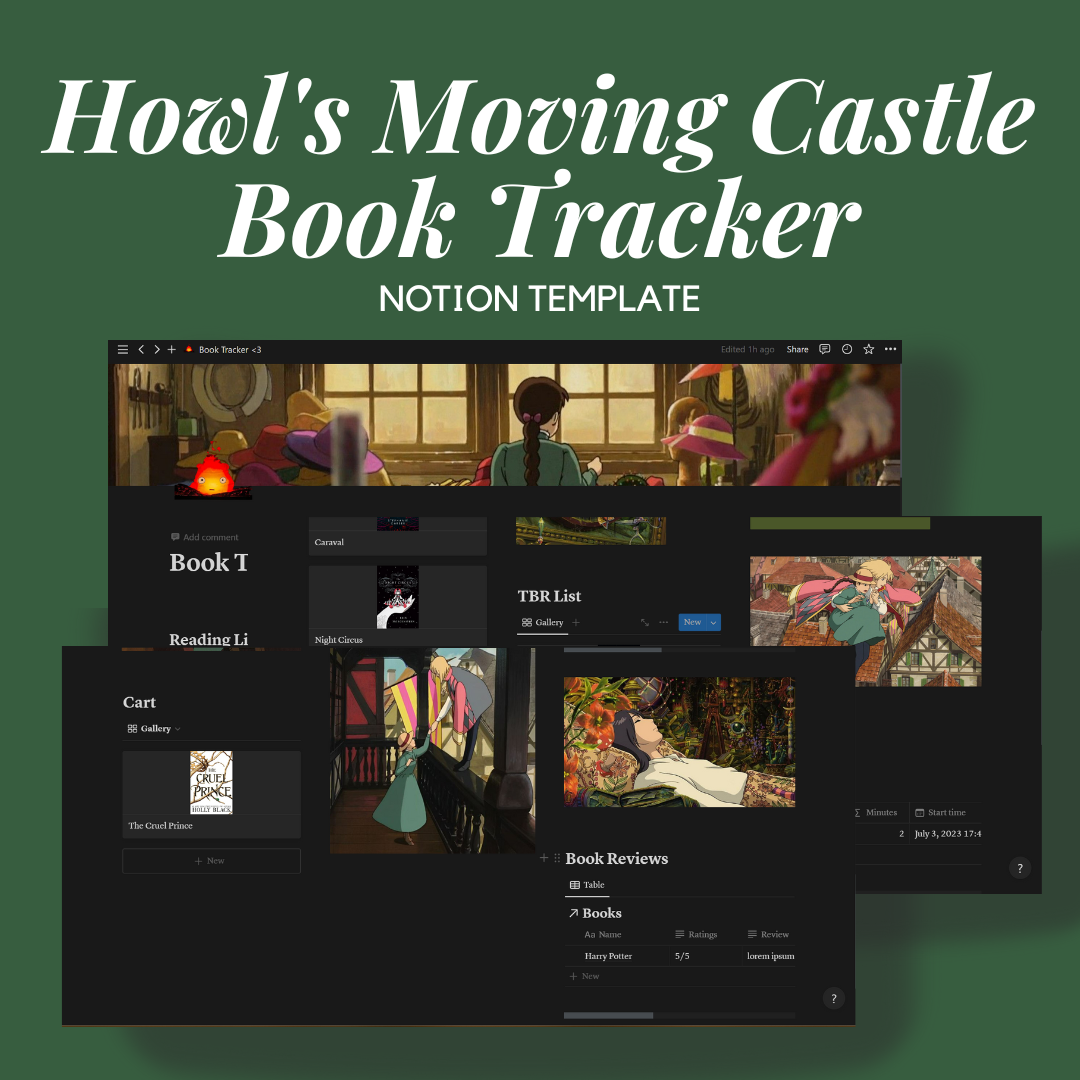 Howl's Moving Castle
Book Tracker
NOTION TEMPLATE
Book Tracker <3
Edited 1h ago
Share
Add comment
Book T
Reading Li
Caraval
Night Circus
TBR List
Gallery
New
Minutes
Start time
2
July 3, 2023 17:4
?
Cart
Gallery
THE
CRUEL
PRINCE
HOLLY BLACK
The Cruel Prince
+ New
Book Reviews
Table
Books
Aa Name
Ratings
Review
Harry Potter
5/5
lorem ipsum
+ New
?